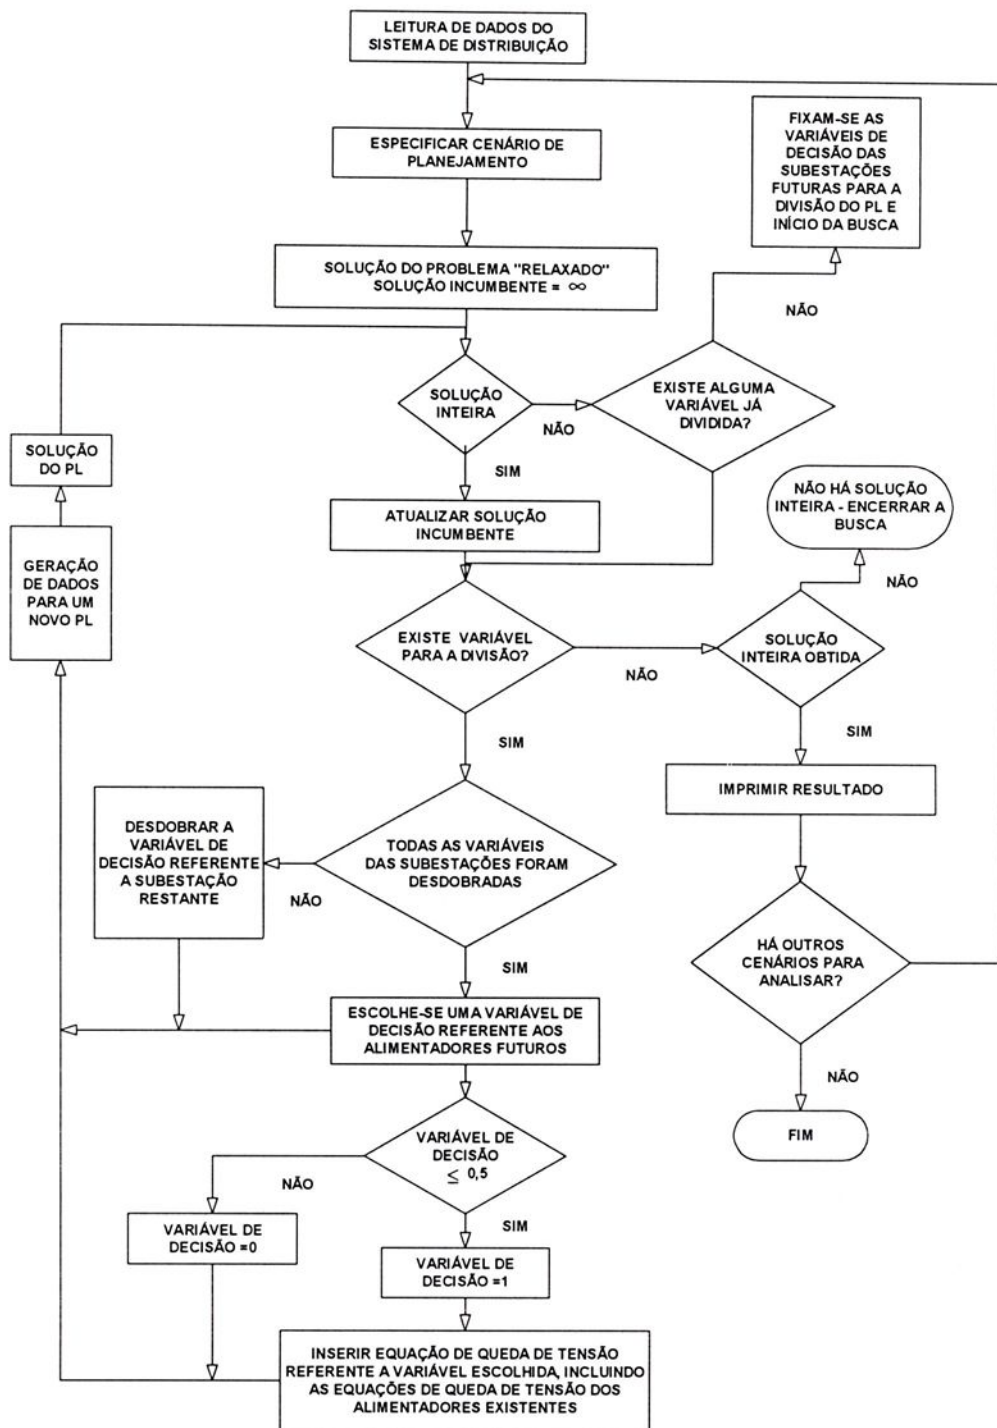 LEITURA DE DADOS DO
SISTEMA DE DISTRIBUIÇÃO
ESPECIFICAR CENÁRIO DE
PLANEJAMENTO
FIXAM-SE AS
VARIÁVEIS DE
DECISÃO DAS
SUBESTAÇÕES
FUTURAS PARA A
DIVISÃO DO PL E
INÍCIO DA BUSCA
SOLUÇÃO DO PROBLEMA "RELAXADO"
SOLUÇÃO INCUMBENTE = ∞
NÃO
SOLUÇÃO
INTEIRA
NÃO
EXISTE ALGUMA
VARIÁVEL JÁ
DIVIDIDA?
SOLUÇÃO
DO PL
SIM
ATUALIZAR SOLUÇÃO
INCUMBENTE
NÃO HÁ SOLUÇÃO
INTEIRA - ENCERRAR A
BUSCA
GERAÇÃO
DE DADOS
PARA UM
NOVO PL
NÃO
EXISTE VARIÁVEL
PARA A DIVISÃO?
NÃO
SOLUÇÃO
INTEIRA OBTIDA
SIM
SIM
IMPRIMIR RESULTADO
DESDOBRAR A
VARIÁVEL DE
DECISÃO REFERENTE
A SUBESTAÇÃO
RESTANTE
NÃO
TODAS AS VARIÁVEIS
DAS SUBESTAÇÕES FORAM
DESDOBRADAS
SIM
HÁ OUTROS
CENÁRIOS PARA
ANALISAR?
ESCOLHE-SE UMA VARIÁVEL DE
DECISÃO REFERENTE AOS
ALIMENTADORES FUTUROS
NÃO
FIM
VARIÁVEL DE
DECISÃO
≤ 0,5
NÃO
SIM
VARIÁVEL DE
DECISÃO =0
VARIÁVEL DE
DECISÃO =1
INSERIR EQUAÇÃO DE QUEDA DE TENSÃO
REFERENTE A VARIÁVEL ESCOLHIDA, INCLUINDO
AS EQUAÇÕES DE QUEDA DE TENSÃO DOS
ALIMENTADORES EXISTENTES